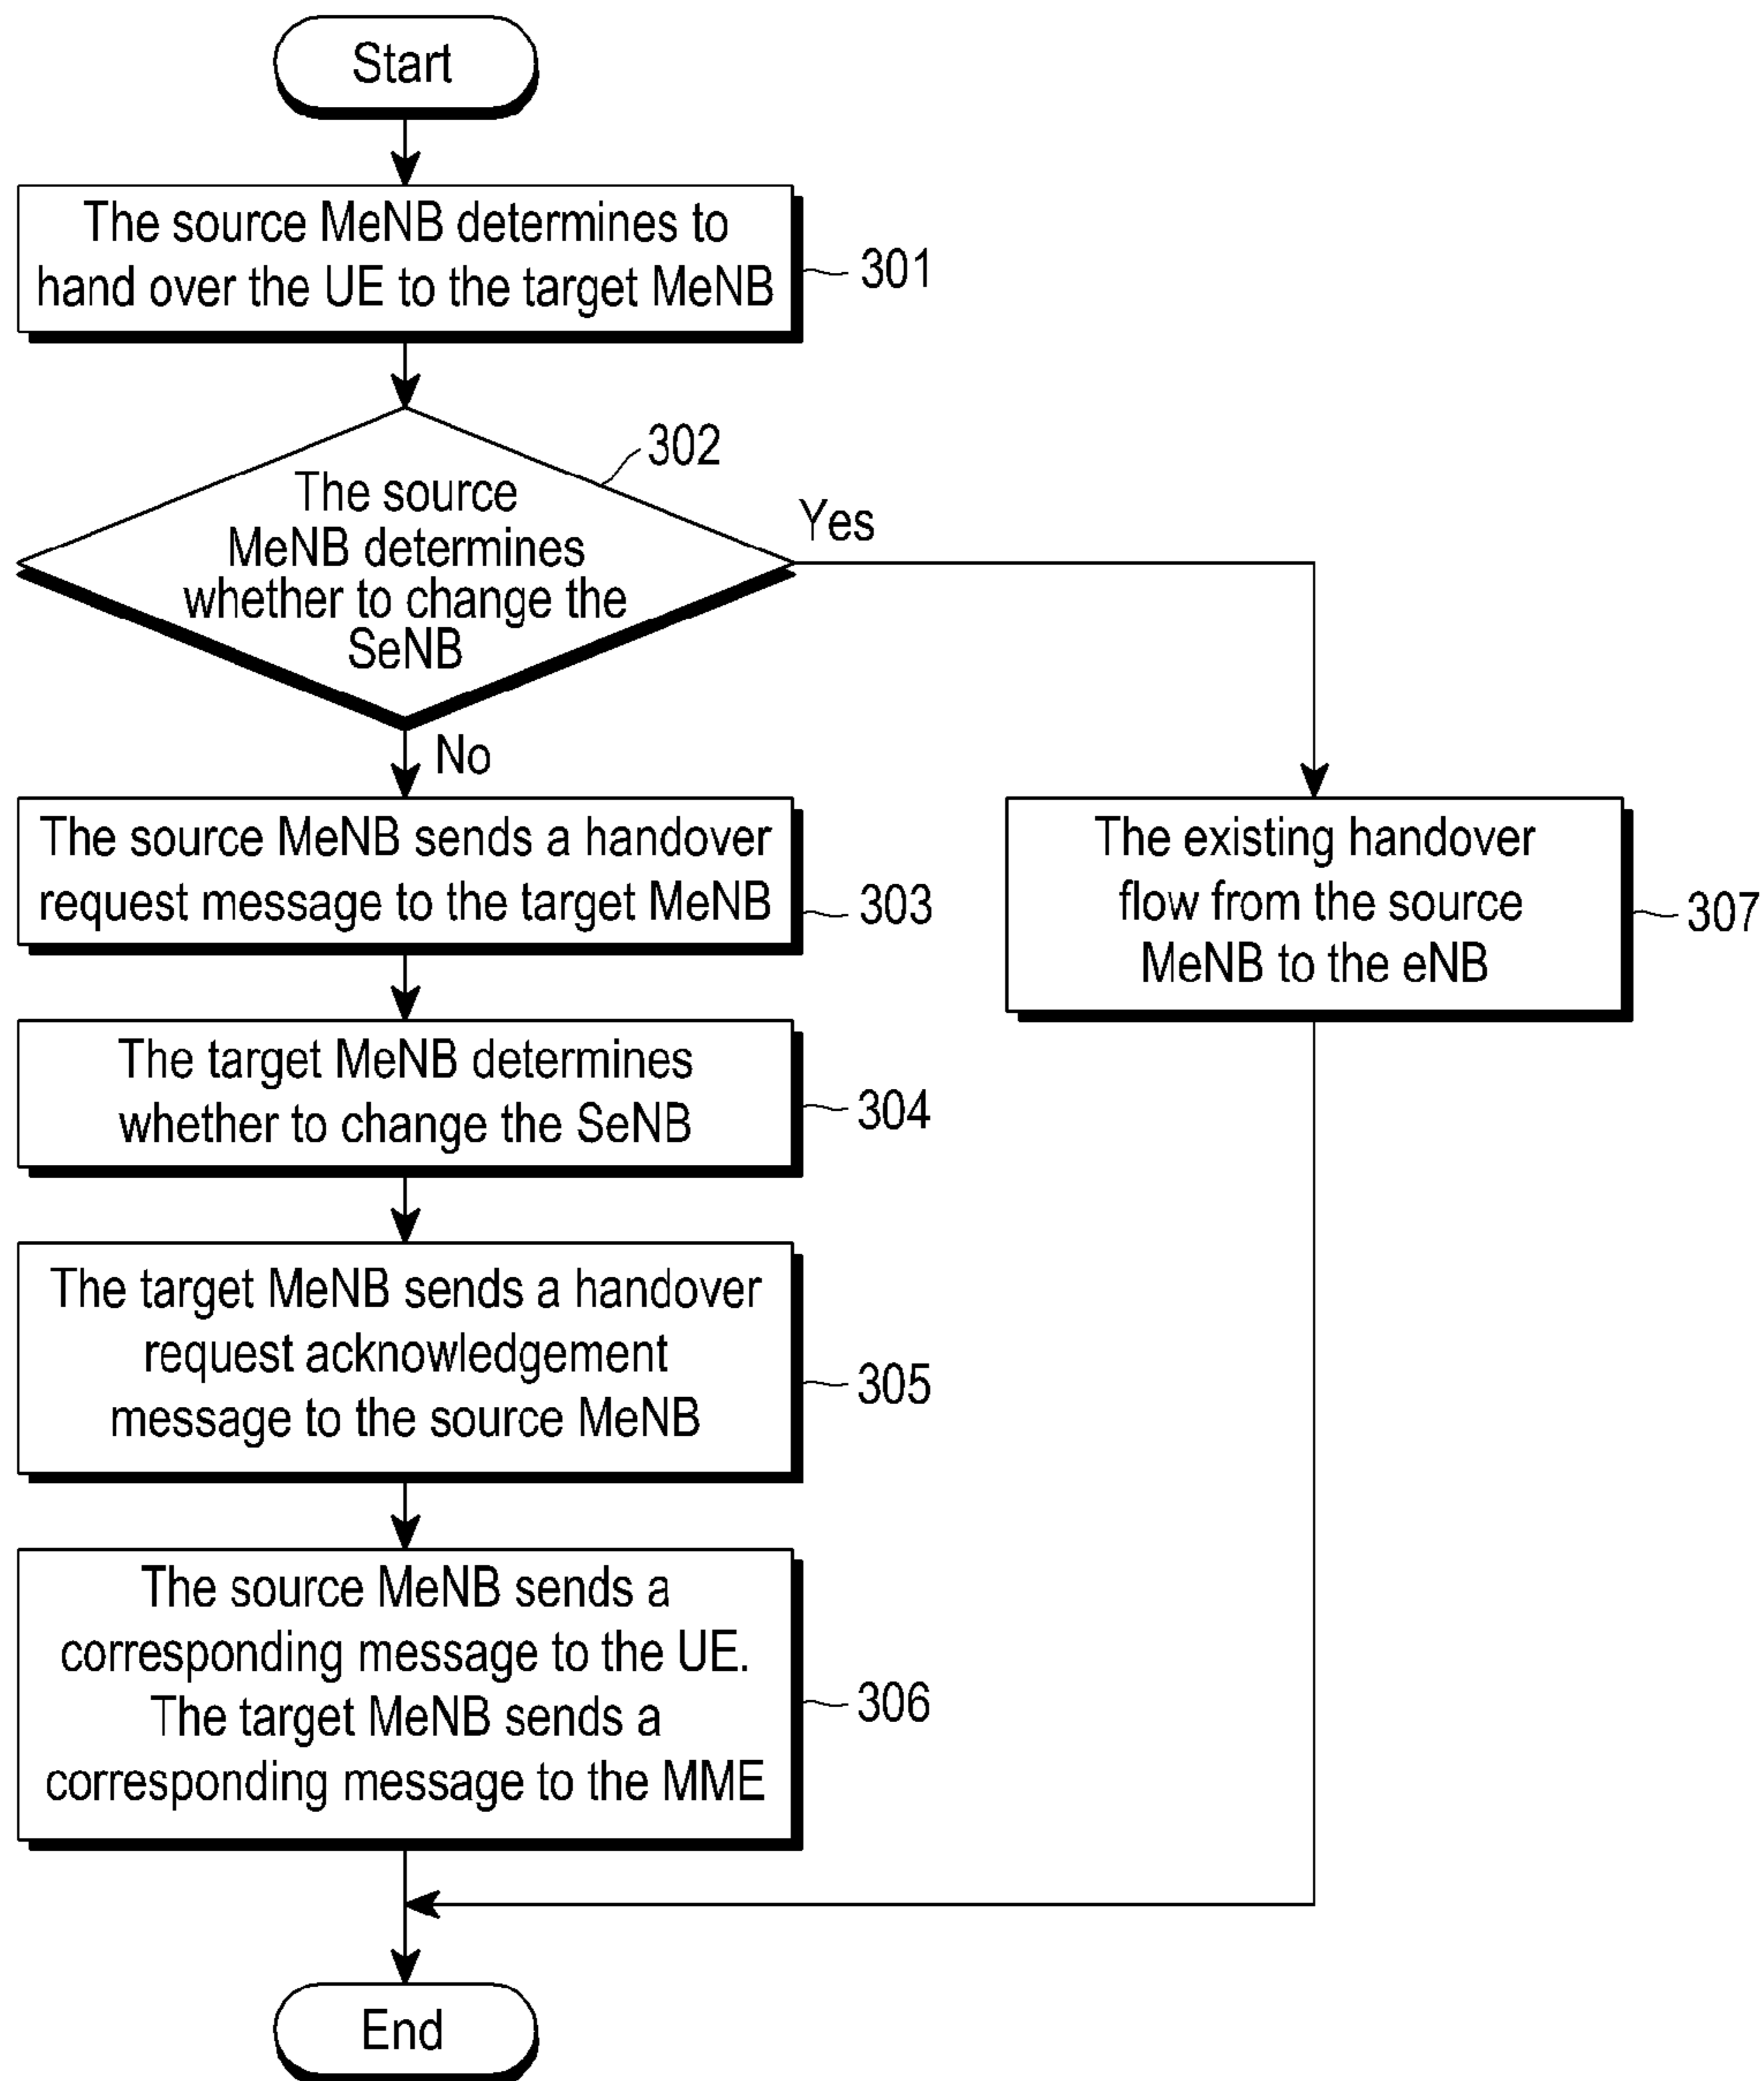 Start
The source MeNB determines to
hand over the UE to the target MeNB
301
302
The source
MeNB determines
whether to change the
SeNB
Yes
No
The source MeNB sends a handover
request message to the target MeNB
303
The existing handover
flow from the source
MeNB to the eNB
307
The target MeNB determines
whether to change the SeNB
304
The target MeNB sends a handover
request acknowledgement
message to the source MeNB
305
The source MeNB sends a
corresponding message to the UE.
The target MeNB sends a
corresponding message to the MME
306
End